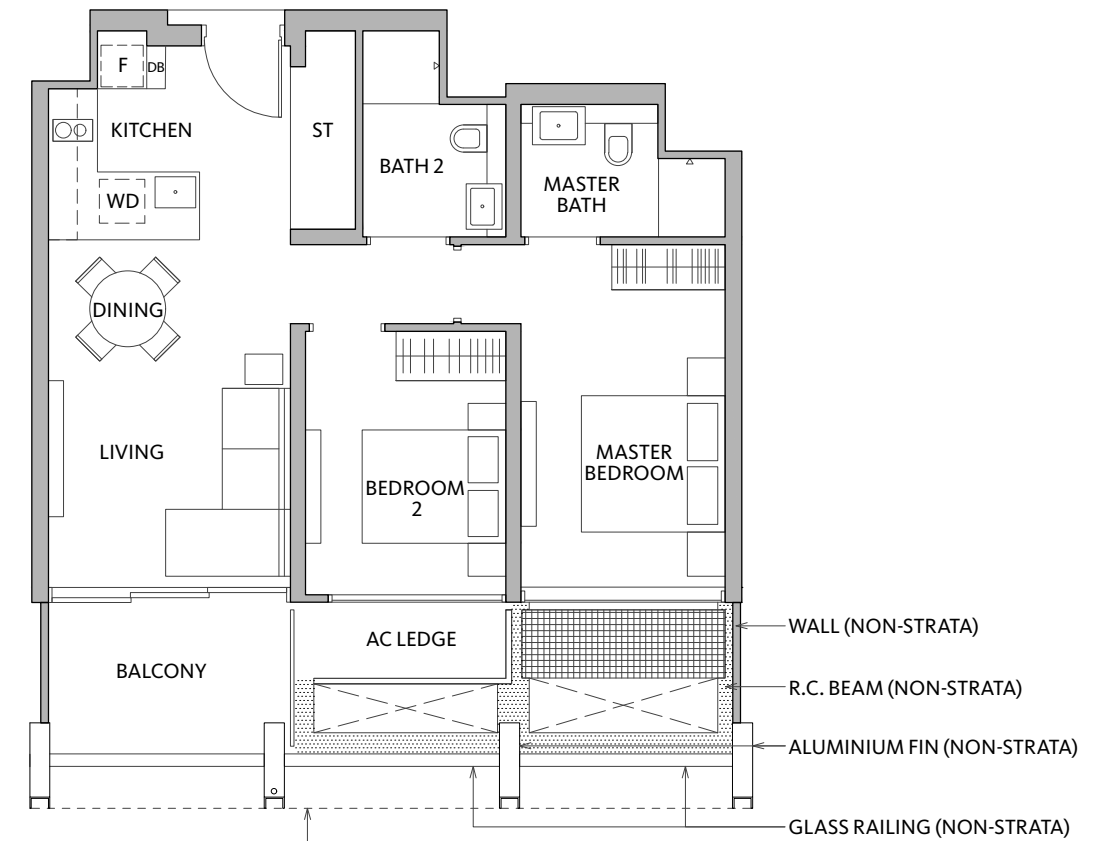 F
DB
KITCHEN
ST
BATH 2
MASTER
BATH
WD
DINING
LIVING
BEDROOM
2
MASTER
BEDROOM
WALL (NON-STRATA)
AC LEDGE
BALCONY
R.C. BEAM (NON-STRATA)
ALUMINIUM FIN (NON-STRATA)
GLASS RAILING (NON-STRATA)